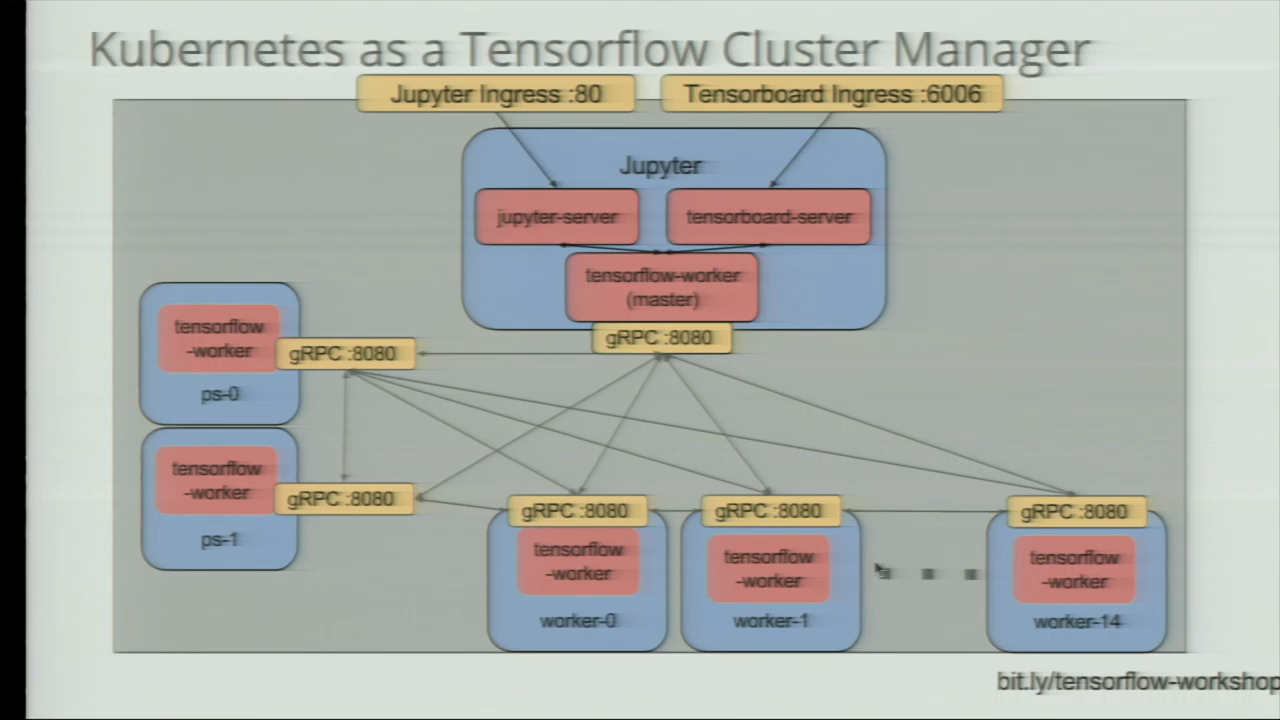 Kubernetes as a Tensorflow Cluster Manager
Jupyter Ingress :80
Tensorboard Ingress :6006
Jupyter
jupyter-server
tensorboard-server
tensorflow-worker
(master)
gRPC :8080
tensorflow
-worker
gRPC :8080
ps-0
tensorflow
-worker
gRPC :8080
ps-1
gRPC :8080
tensorflow
-worker
worker-0
gRPC :8080
tensorflow
-worker
worker-1
gRPC :8080
tensorflow
-worker
worker-14
bit.ly/tensorflow-workshop